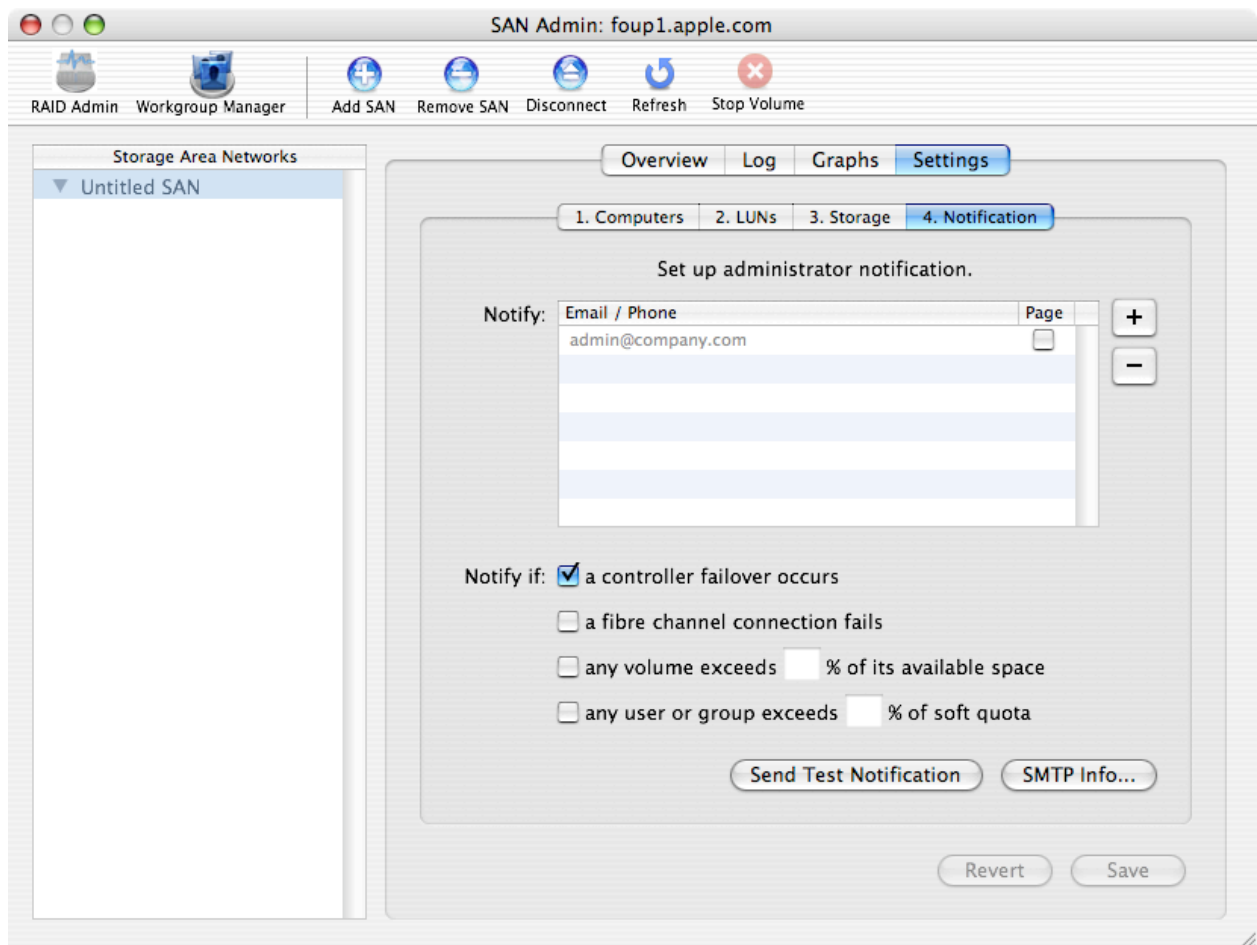 SAN Admin: foup1.apple.com
RAID Admin Workgroup Manager Add SAN Remove SAN Disconnect Refresh Stop Volume
Storage Area Networks
Untitled SAN
Overview Log Graphs Settings
1. Computers 2. LUNs 3. Storage 4. Notification
Set up administrator notification.
Notify: Email / Phone Page
admin@company.com
+
−
Notify if: a controller failover occurs
a fibre channel connection fails
any volume exceeds % of its available space
any user or group exceeds % of soft quota
Send Test Notification SMTP Info...
Revert Save